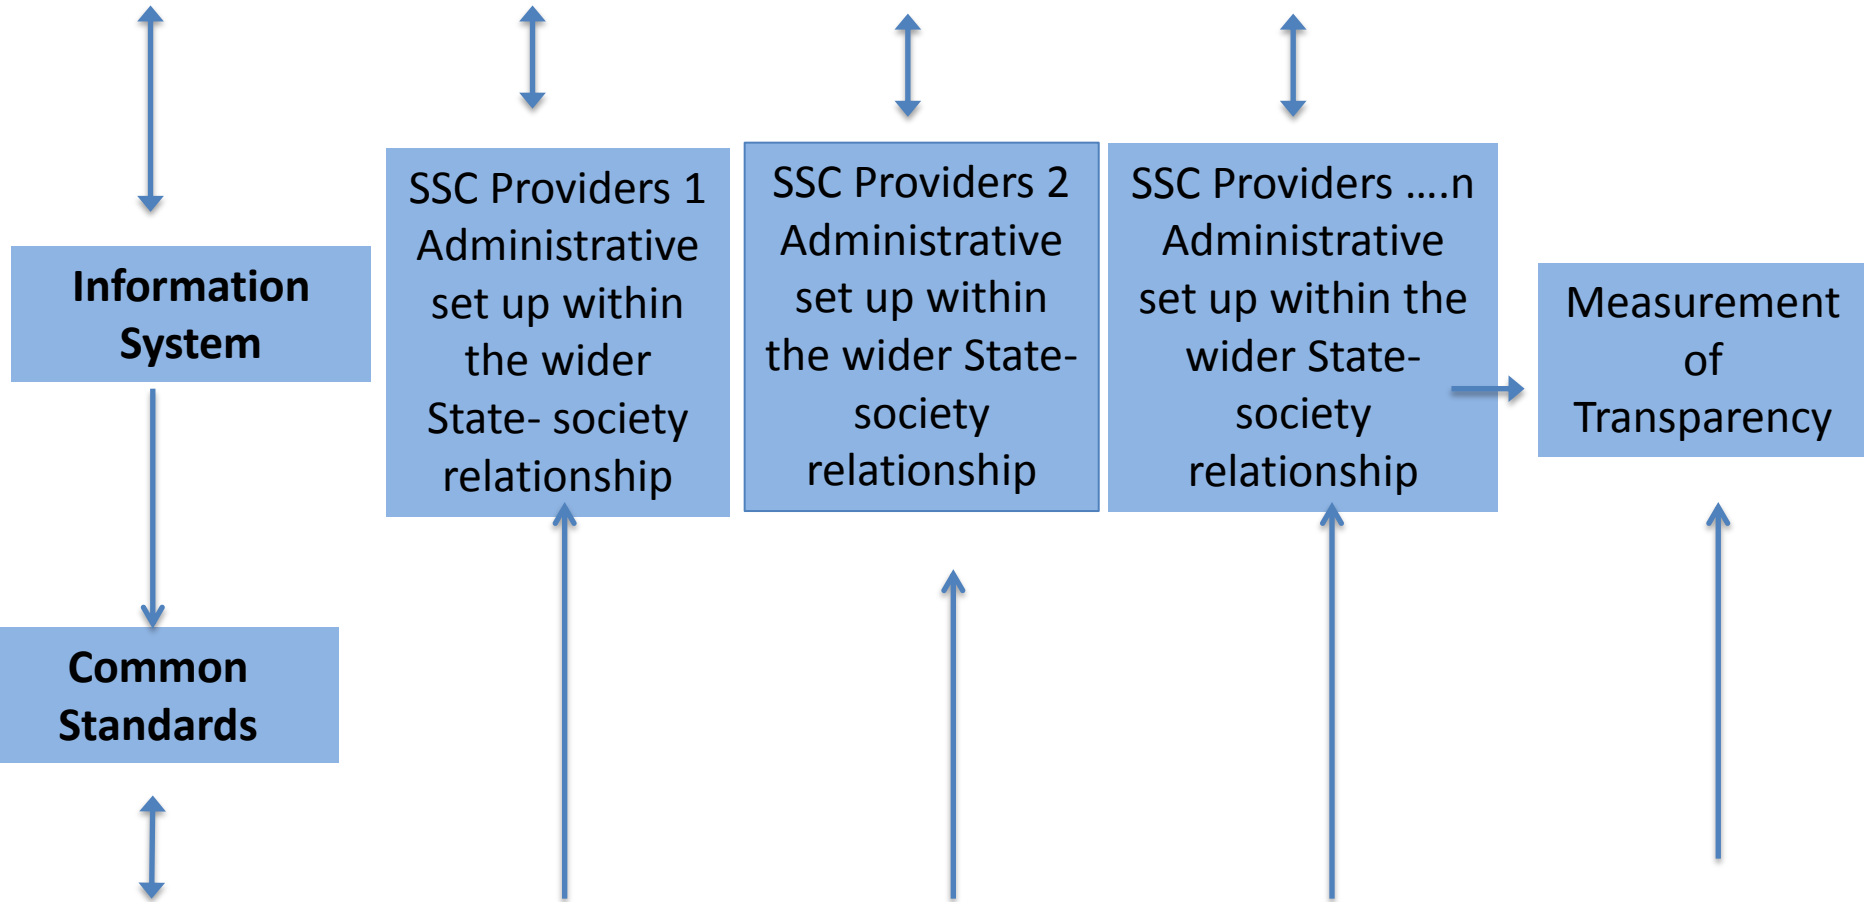 Information
System
SSC Providers 1
Administrative
set up within
the wider
State- society
relationship
SSC Providers 2
Administrative
set up within
the wider State-
society
relationship
SSC Providers ....n
Administrative
set up within the
wider State-
society
relationship
Measurement
of
Transparency
Common
Standards